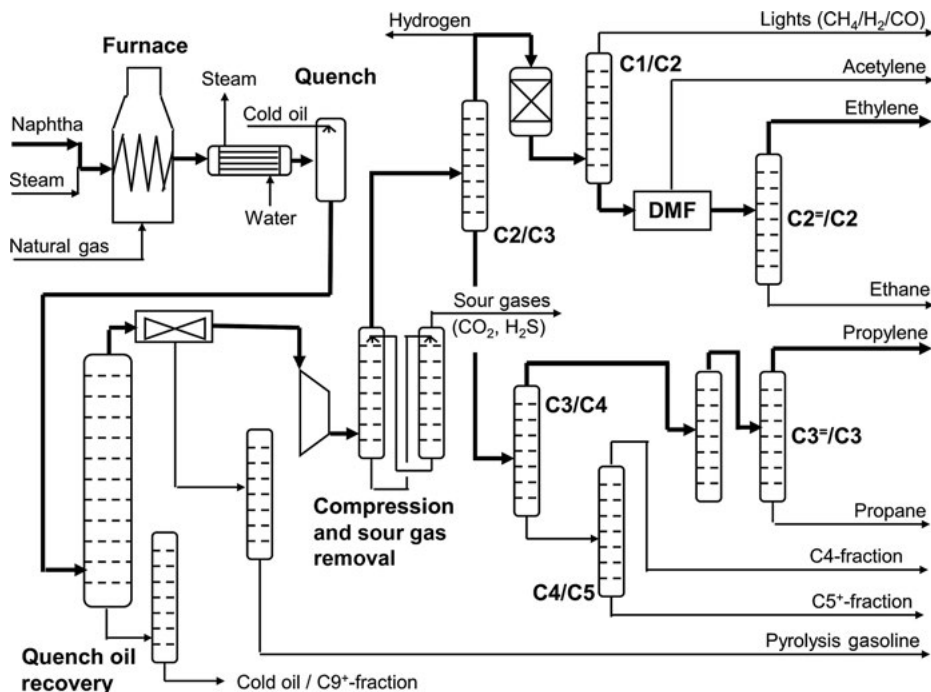 Hydrogen
Lights (CH₄/H₂/CO)
Furnace
C1/C2
Acetylene
Steam
Quench
Cold oil
Ethylene
Naphtha
Steam
Water
DMF
C2⁼/C2
Natural gas
C2/C3
Sour gases
(CO₂, H₂S)
Ethane
Propylene
C3/C4
C3⁼/C3
Compression
and sour gas
removal
Propane
C4-fraction
C4/C5
C5⁺-fraction
Quench oil
recovery
Pyrolysis gasoline
Cold oil / C9⁺-fraction